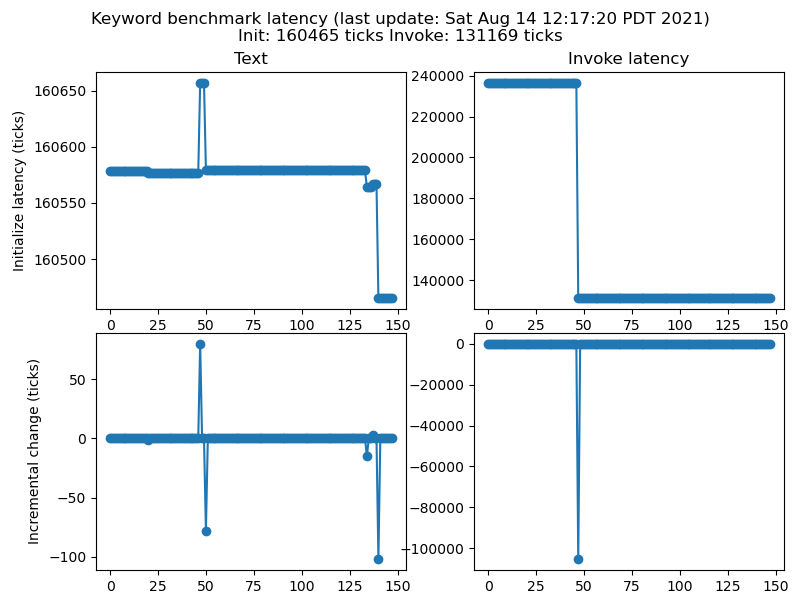 Keyword benchmark latency (last update: Sat Aug 14 12:17:20 PDT 2021)
Init: 160465 ticks Invoke: 131169 ticks
Text
Invoke latency
Initialize latency (ticks)
160650
160600
160550
160500
0 25 50 75 100 125 150
240000
220000
200000
180000
160000
140000
0 25 50 75 100 125 150
Incremental change (ticks)
50
0
−50
−100
0 25 50 75 100 125 150
0
−20000
−40000
−60000
−80000
−100000
0 25 50 75 100 125 150